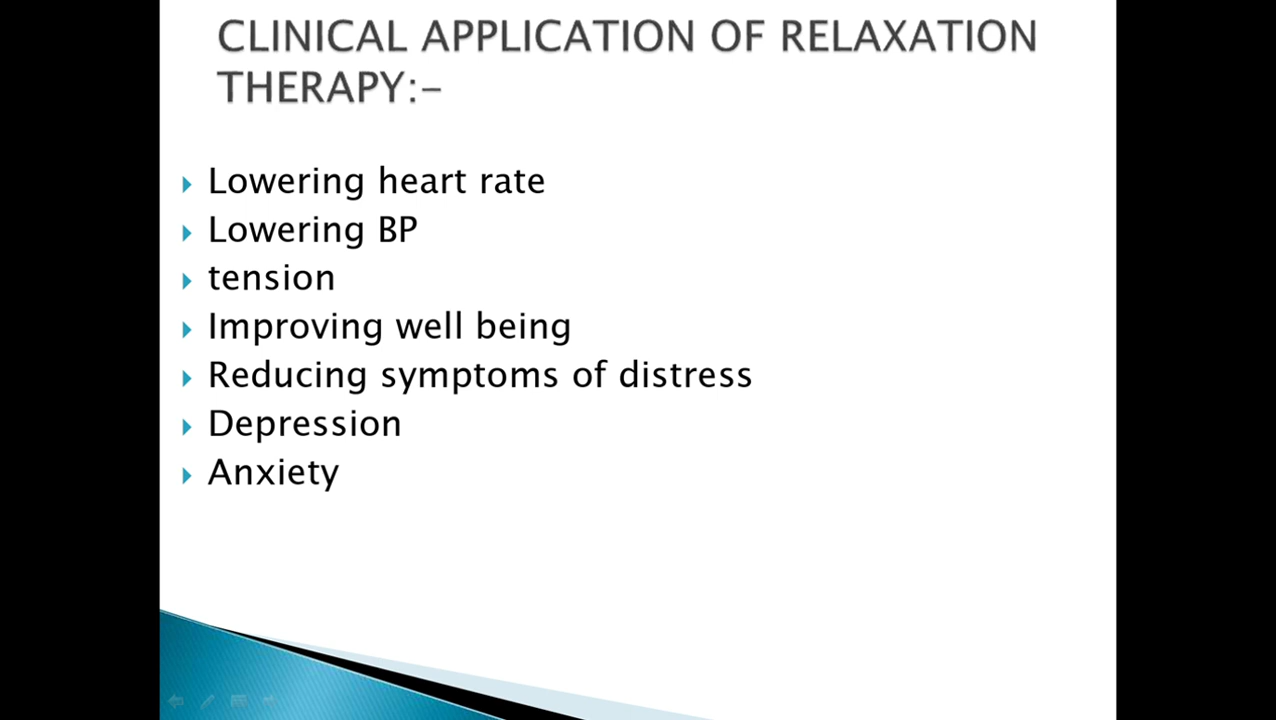 CLINICAL APPLICATION OF RELAXATION
THERAPY:-
Lowering heart rate
Lowering BP
tension
Improving well being
Reducing symptoms of distress
Depression
Anxiety